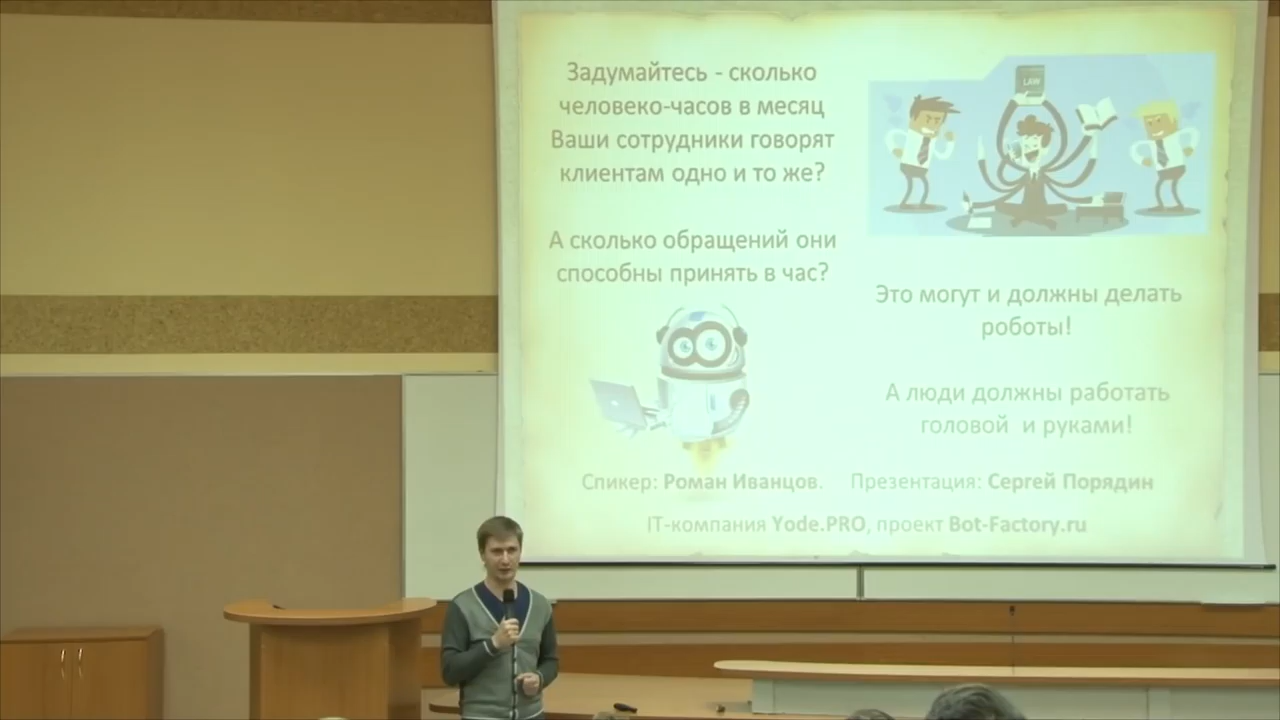 Задумайтесь - сколько
человеко-часов в месяц
Ваши сотрудники говорят
клиентам одно и то же?
А сколько обращений они
способны принять в час?
LAW
Это могут и должны делать
роботы!
А люди должны работать
головой и руками!
Спикер: Роман Иванцов. Презентация: Сергей Порядин
IT-компания Yode.PRO, проект Bot-Factory.ru